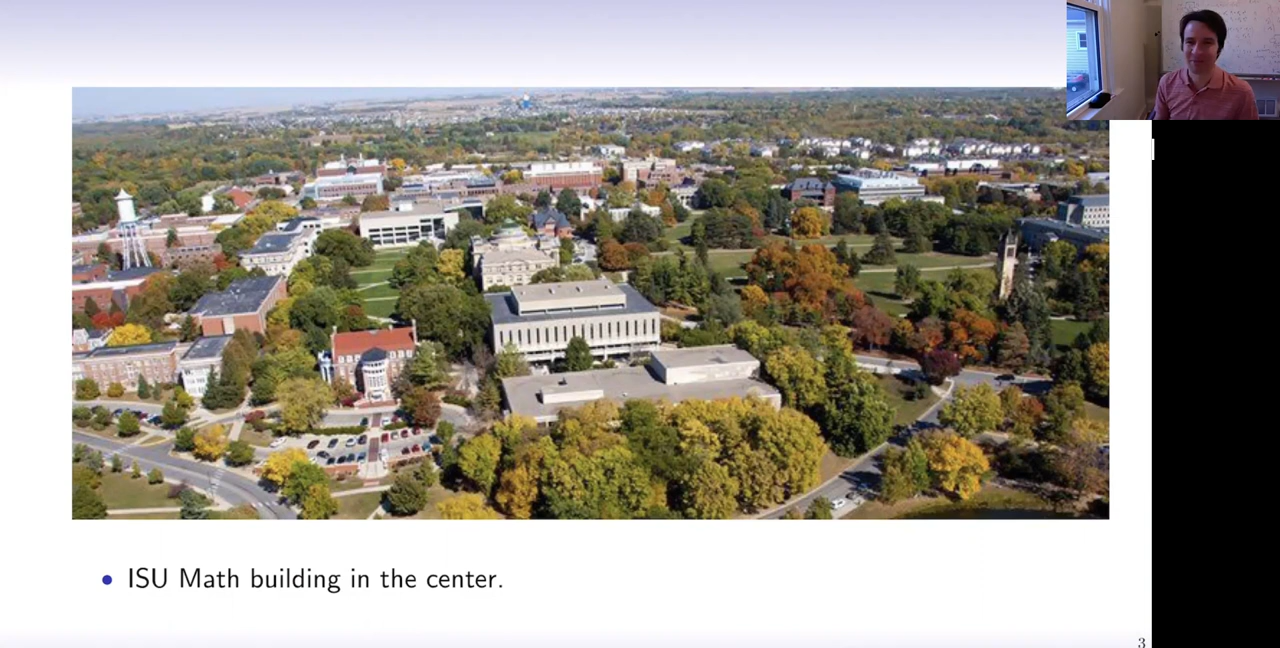 • ISU Math building in the center.
3